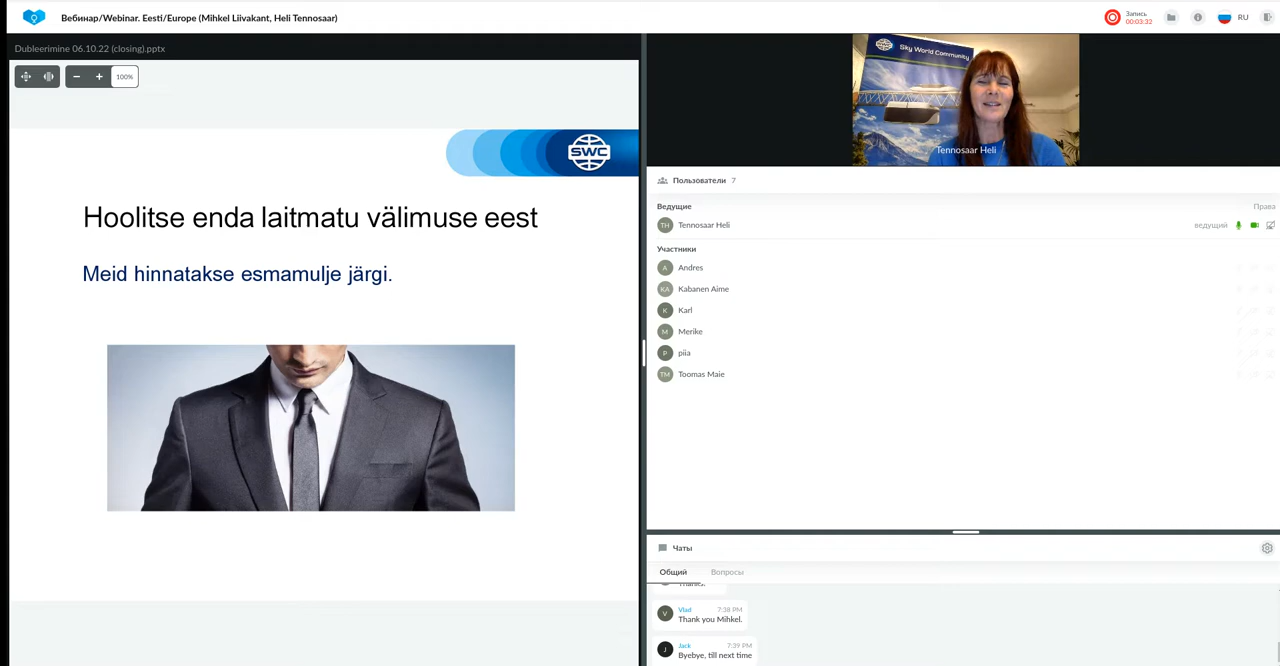 Вебинар/Webinar. Eesti/Europe (Mihkel Liivakant, Heli Tennosaar)
Запись
00:03:32
RU
Dubleerimine 06.10.22 (closing).pptx
100%
SWC
Hoolitse enda laitmatu välimuse eest
Meid hinnatakse esmamulje järgi.
Sky World Community
Tennosaar Heli
Пользователи 7
Ведущие
Права
TH Tennosaar Heli
ведущий
Участники
A Andres
KA Kabanen Aime
K Karl
M Merike
P piia
TM Toomas Maie
Чаты
Общий
Вопросы
Thanks.
V Vlad 7:38 PM
Thank you Mihkel.
J Jack 7:39 PM
Byebye, till next time